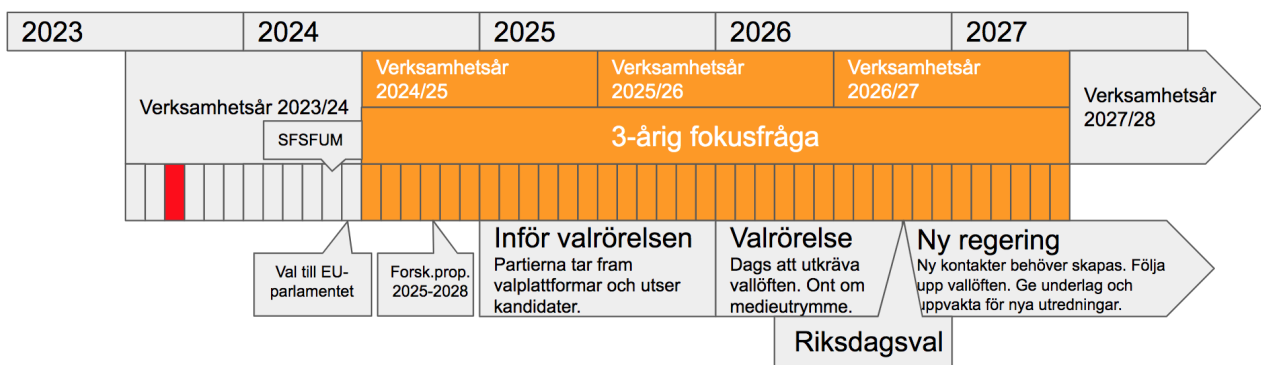 2023
2024
2025
2026
2027
Verksamhetsår 2023/24
SFSFUM
Verksamhetsår
2024/25
Verksamhetsår
2025/26
Verksamhetsår
2026/27
Verksamhetsår
2027/28
3-årig fokusfråga
Val till EU-
parlamentet
Forsk.prop.
2025-2028
Inför valrörelsen
Partierna tar fram
valplattformar och utser
kandidater.
Valrörelse
Dags att utkräva
vallöften. Ont om
medieutrymme.
Ny regering
Ny kontakter behöver skapas. Följa
upp vallöften. Ge underlag och
uppvakta för nya utredningar.
Riksdagsval